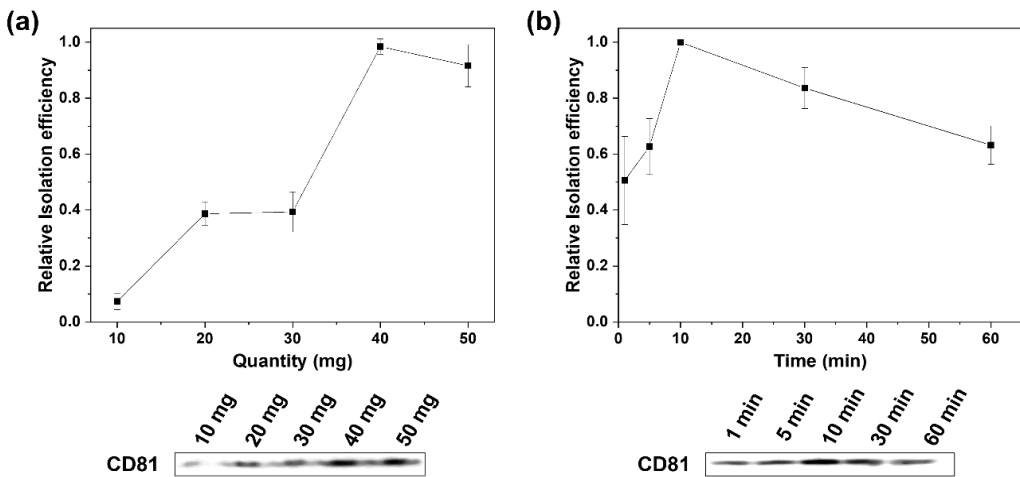 (a)
Relative Isolation efficiency
1.0
0.8
0.6
0.4
0.2
0.0
10 20 30 40 50
Quantity (mg)
10 mg 20 mg 30 mg 40 mg 50 mg
CD81
(b)
Relative Isolation efficiency
1.0
0.8
0.6
0.4
0.2
0.0
0 10 20 30 40 50 60
Time (min)
1 min 5 min 10 min 30 min 60 min
CD81